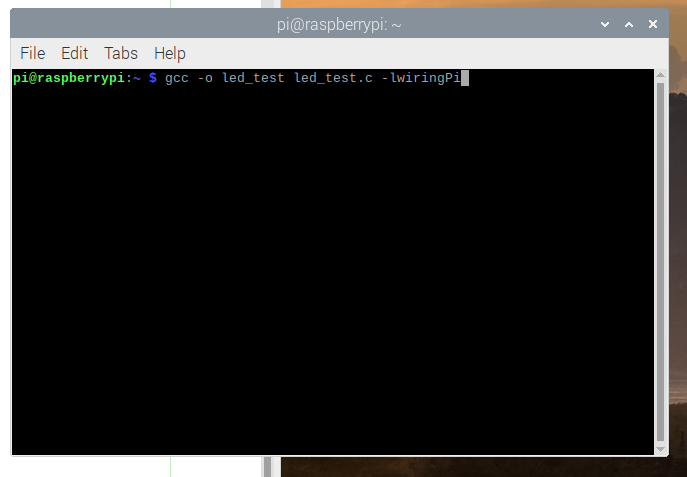 pi@raspberrypi: ~
File Edit Tabs Help
pi@raspberrypi:~ $ gcc -o led_test led_test.c -lwiringPi